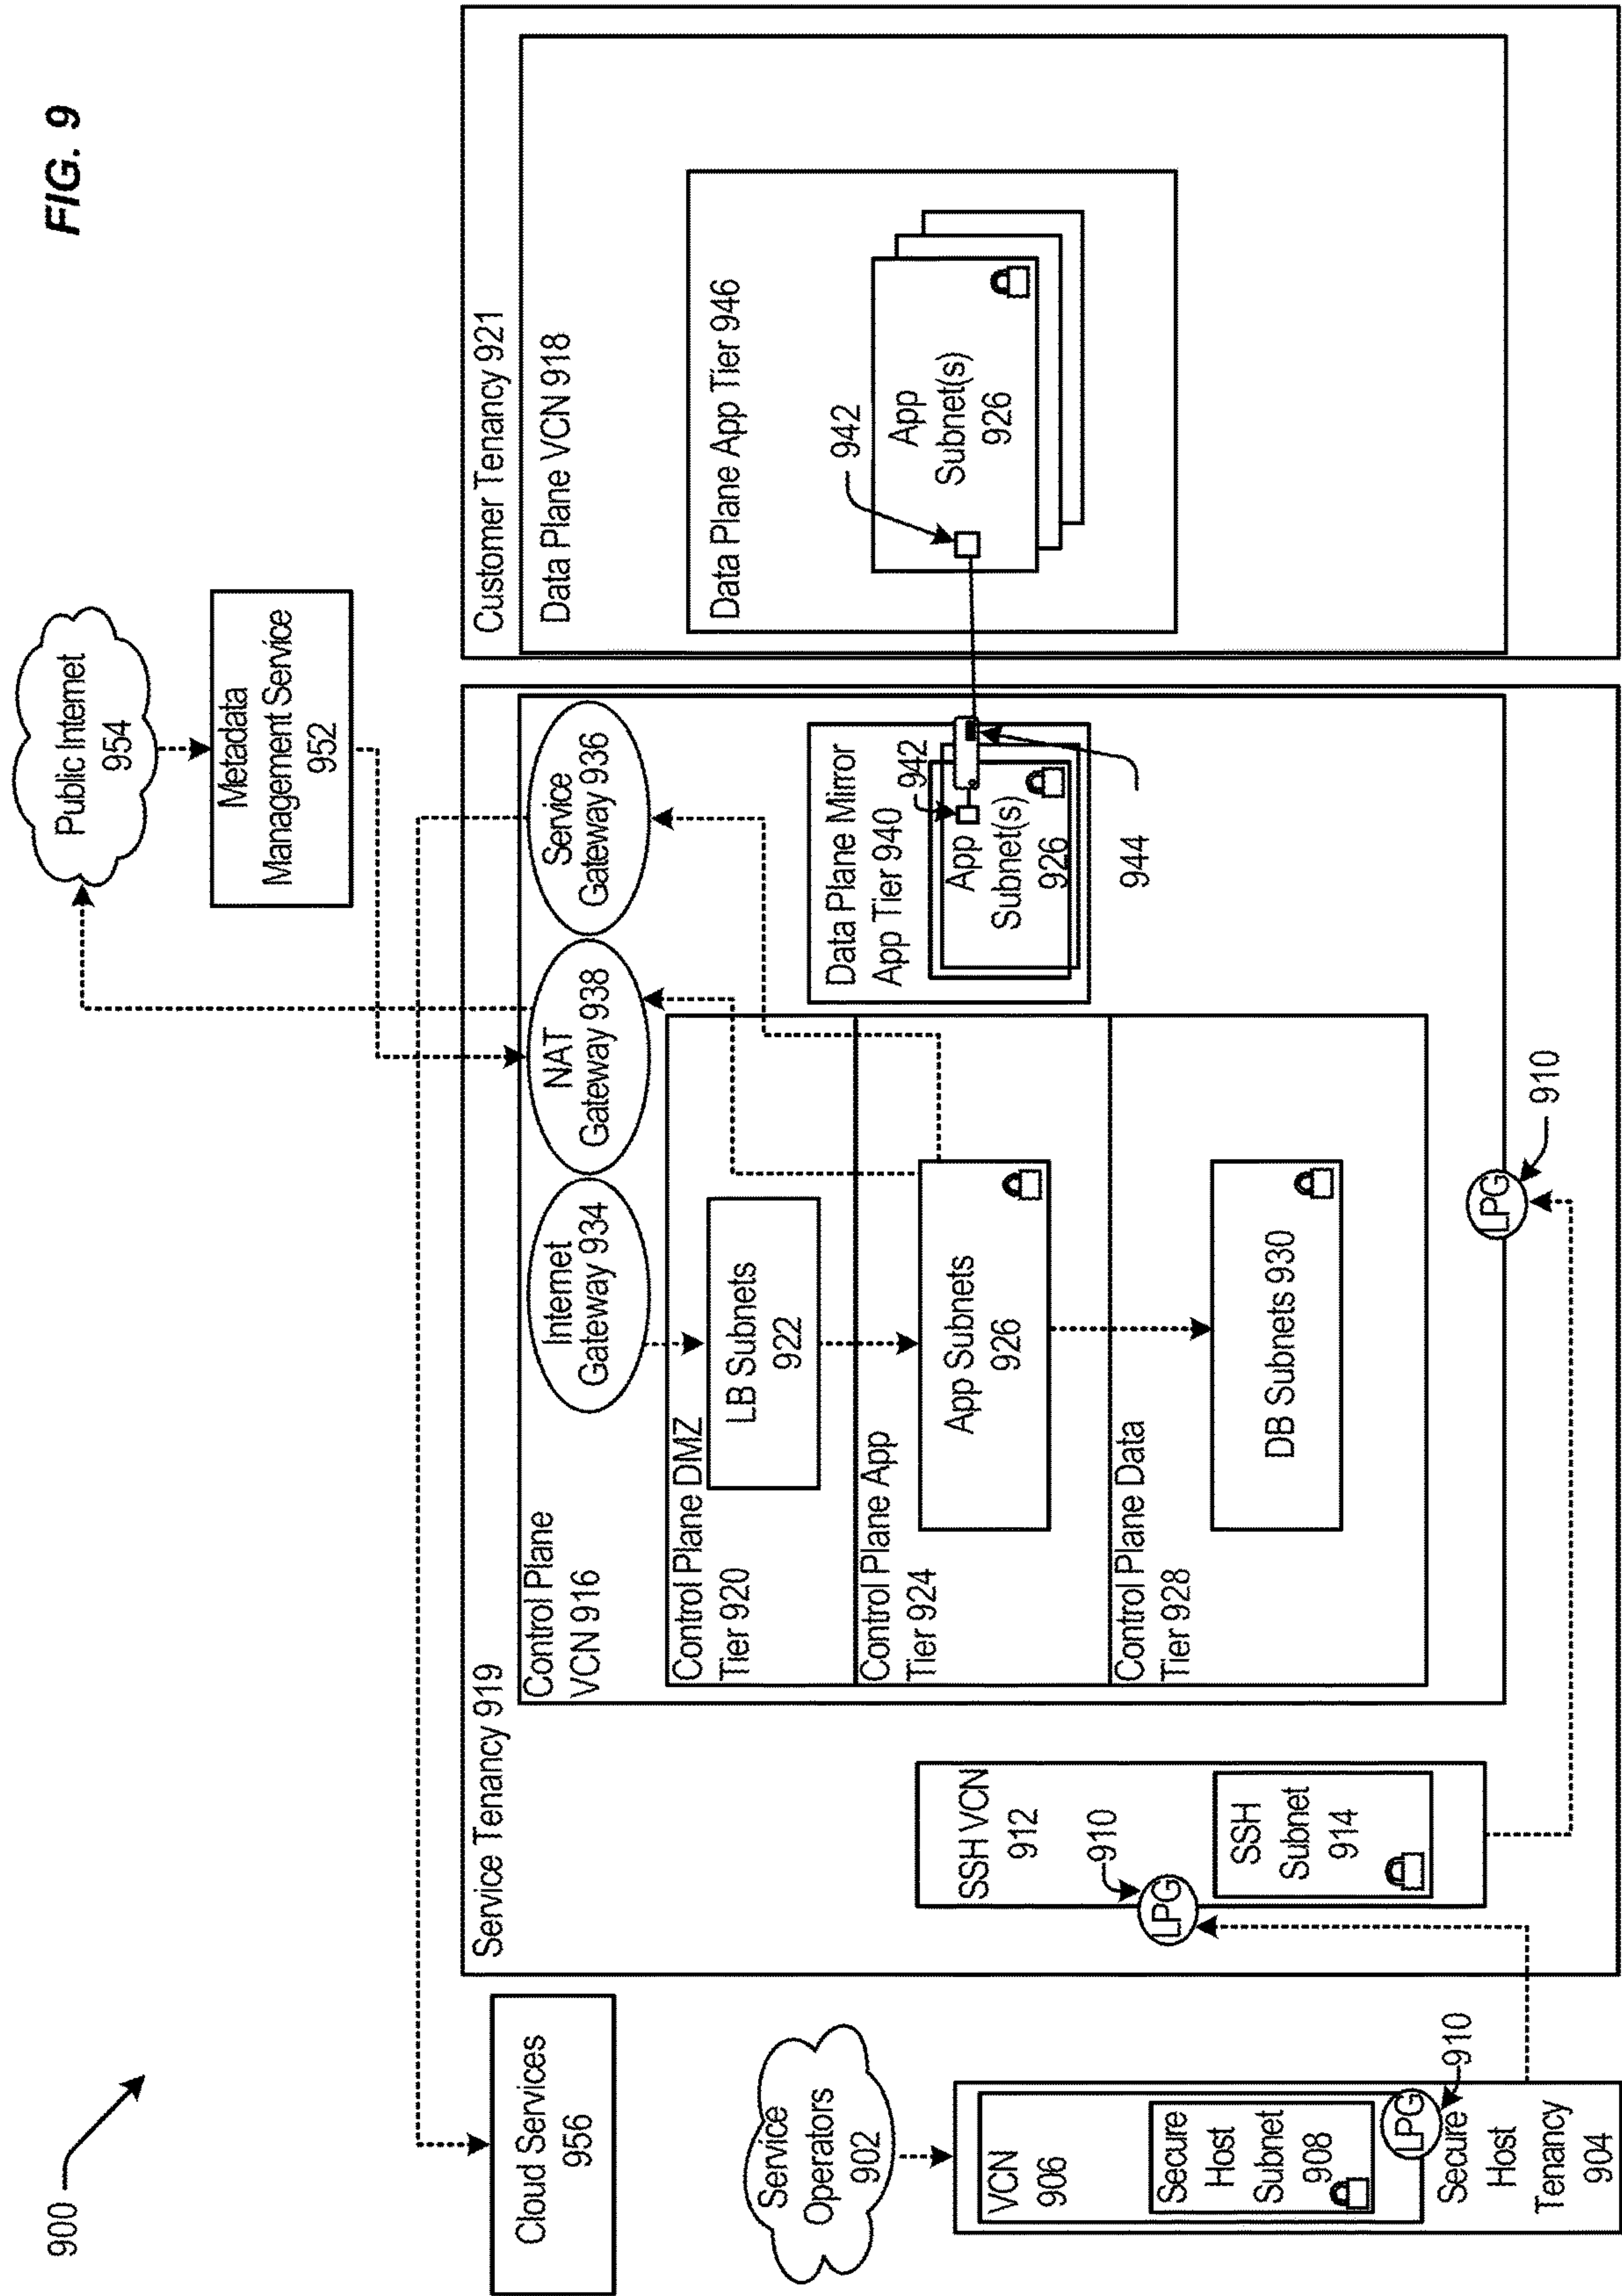 FIG. 9
900
Public Internet
954
Metadata
Management Service
952
Cloud Services
956
Service Tenancy 919
Customer Tenancy 921
Control Plane
VCN 916
Internet
Gateway 934
NAT
Gateway 938
Service
Gateway 936
Data Plane VCN 918
Control Plane DMZ
Tier 920
LB Subnets
922
Data Plane App Tier 946
Service
Operators
902
Data Plane Mirror
App Tier 940
942
App
Subnet(s)
926
944
942
App
Subnet(s)
926
Control Plane App
Tier 924
App Subnets
926
SSH VCN
912
910
LPG
SSH
Subnet
914
Control Plane Data
Tier 928
DB Subnets 930
VCN
906
Secure
Host
Subnet
908
LPG
910
Secure
Host
Tenancy
904
LPG
910